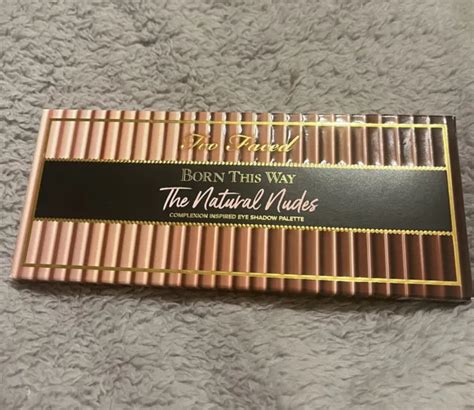 Too Faced
BORN THIS WAY
The Natural Nudes
COMPLEXION INSPIRED EYE SHADOW PALETTE